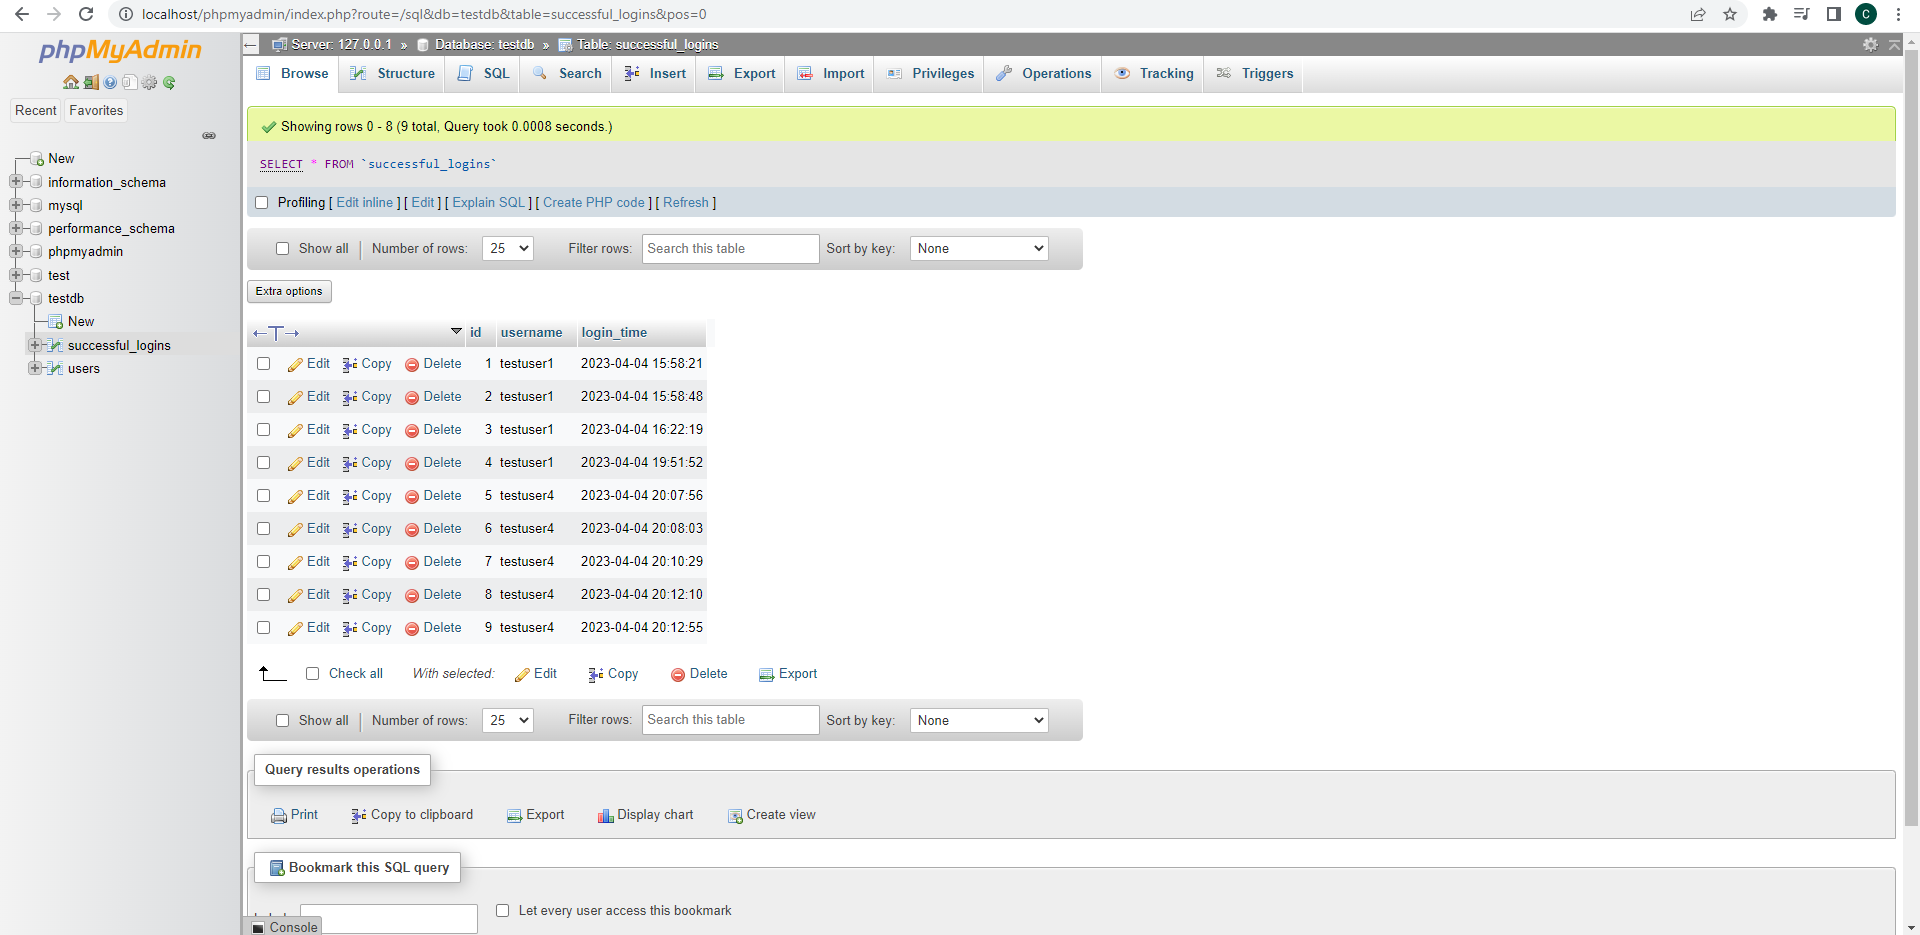 localhost/phpmyadmin/index.php?route=/sql&db=testdb&table=successful_logins&pos=0
C
phpMyAdmin
Recent Favorites
New
information_schema
mysql
performance_schema
phpmyadmin
test
testdb
New
successful_logins
users
Server: 127.0.0.1 » Database: testdb » Table: successful_logins
Browse Structure SQL Search Insert Export Import Privileges Operations Tracking Triggers
Showing rows 0 - 8 (9 total, Query took 0.0008 seconds.)
SELECT * FROM `successful_logins`
Profiling [ Edit inline ] [ Edit ] [ Explain SQL ] [ Create PHP code ] [ Refresh ]
Show all Number of rows: 25 Filter rows: Search this table Sort by key: None
Extra options
id username login_time
Edit Copy Delete 1 testuser1 2023-04-04 15:58:21
Edit Copy Delete 2 testuser1 2023-04-04 15:58:48
Edit Copy Delete 3 testuser1 2023-04-04 16:22:19
Edit Copy Delete 4 testuser1 2023-04-04 19:51:52
Edit Copy Delete 5 testuser4 2023-04-04 20:07:56
Edit Copy Delete 6 testuser4 2023-04-04 20:08:03
Edit Copy Delete 7 testuser4 2023-04-04 20:10:29
Edit Copy Delete 8 testuser4 2023-04-04 20:12:10
Edit Copy Delete 9 testuser4 2023-04-04 20:12:55
Check all With selected: Edit Copy Delete Export
Show all Number of rows: 25 Filter rows: Search this table Sort by key: None
Query results operations
Print Copy to clipboard Export Display chart Create view
Bookmark this SQL query
Let every user access this bookmark
Console